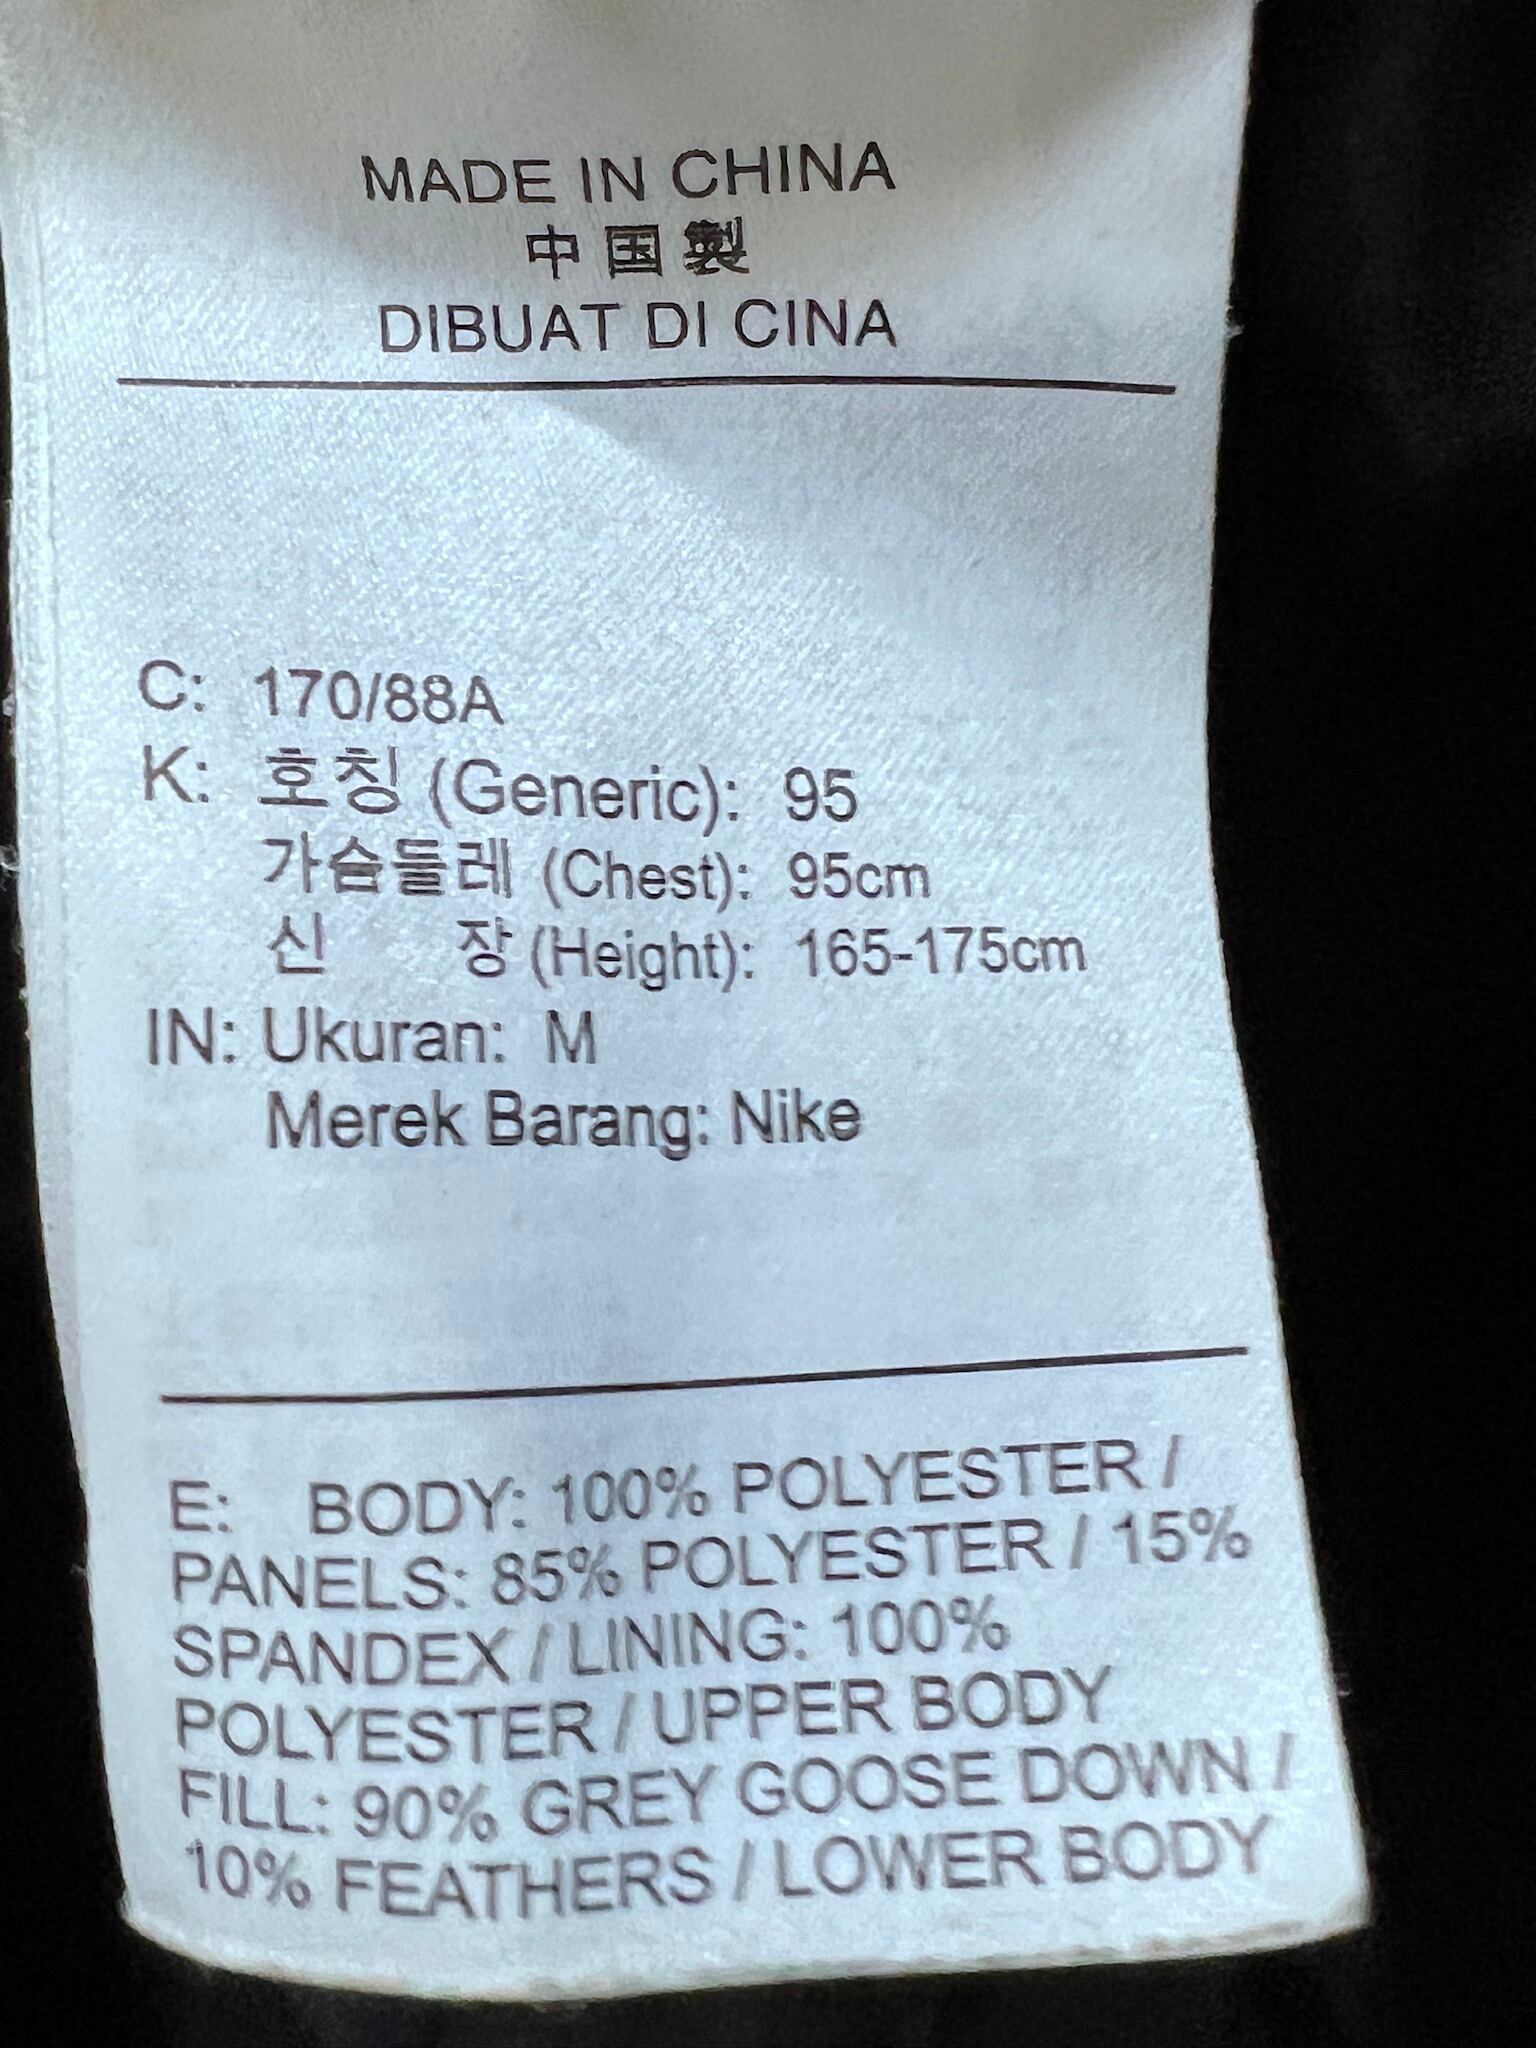 MADE IN CHINA
中国製
DIBUAT DI CINA
C: 170/88A
K: 호칭 (Generic): 95
가슴둘레 (Chest): 95cm
신 장 (Height): 165-175cm
IN: Ukuran: M
Merek Barang: Nike
E: BODY: 100% POLYESTER /
PANELS: 85% POLYESTER / 15%
SPANDEX / LINING: 100%
POLYESTER / UPPER BODY
FILL: 90% GREY GOOSE DOWN /
10% FEATHERS / LOWER BODY